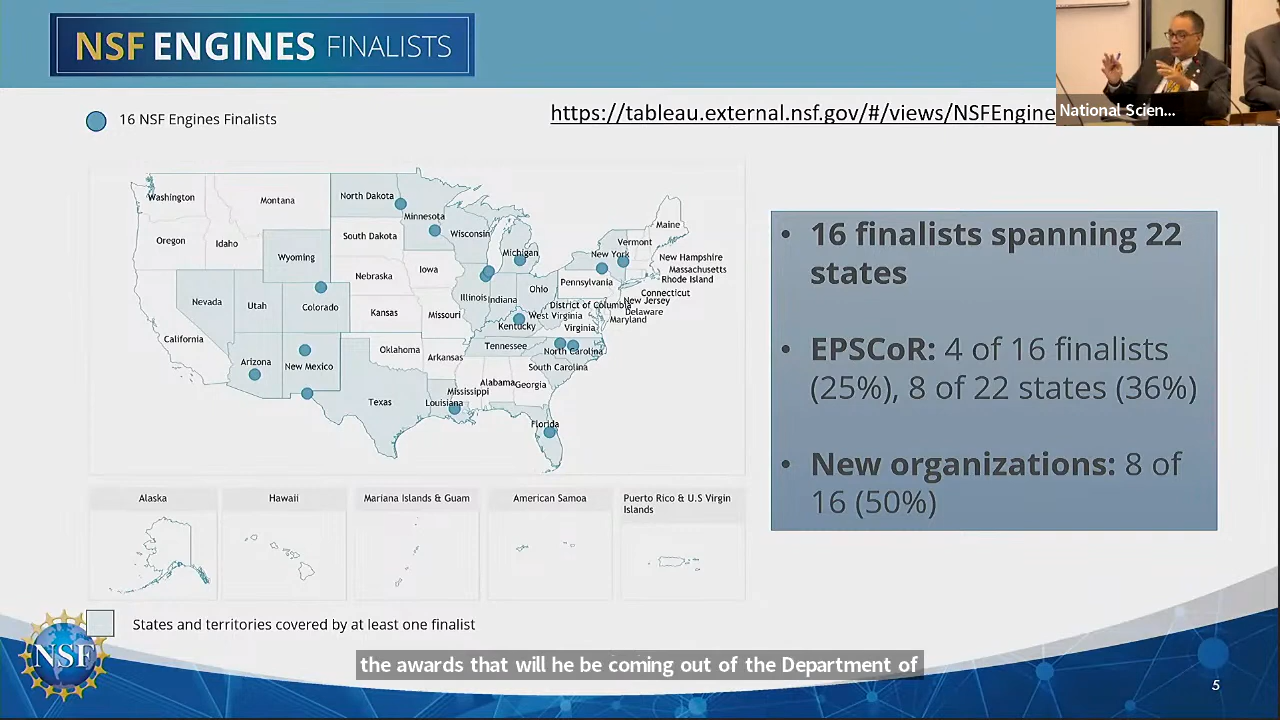 NSF ENGINES FINALISTS
16 NSF Engines Finalists
https://tableau.external.nsf.gov/#/views/NSFEngine
National Scien...
Washington
Montana
North Dakota
Minnesota
Oregon
Idaho
Wyoming
South Dakota
Wisconsin
Michigan
Maine
Vermont
New York
New Hampshire
Massachusetts
Rhode Island
Connecticut
Nebraska
Iowa
Pennsylvania
Nevada
Utah
Colorado
Illinois
Indiana
Ohio
District of Columbia
New Jersey
Delaware
Maryland
West Virginia
Virginia
Kansas
Missouri
Kentucky
California
Arizona
New Mexico
Oklahoma
Arkansas
Tennessee
North Carolina
South Carolina
Texas
Louisiana
Mississippi
Alabama
Georgia
Florida
Alaska
Hawaii
Mariana Islands & Guam
American Samoa
Puerto Rico & U.S Virgin
Islands
States and territories covered by at least one finalist
• 16 finalists spanning 22
states
• EPSCoR: 4 of 16 finalists
(25%), 8 of 22 states (36%)
• New organizations: 8 of
16 (50%)
NSF
the awards that will he be coming out of the Department of
5